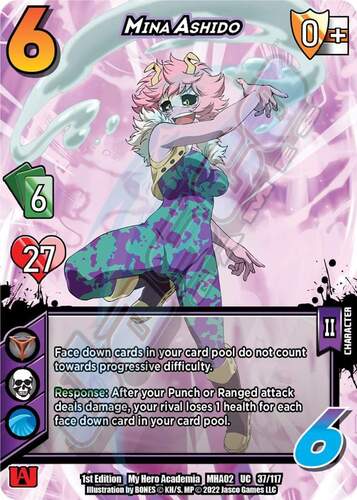 6
MINA ASHIDO
0+
6
27
II
CHARACTER
Face down cards in your card pool do not count
towards progressive difficulty.
Response: After your Punch or Ranged attack
deals damage, your rival loses 1 health for each
face down card in your card pool.
6
1st Edition My Hero Academia MHA02 UC 37/117
Illustration by BONES © KH/S. MP © 2022 Jasco Games LLC